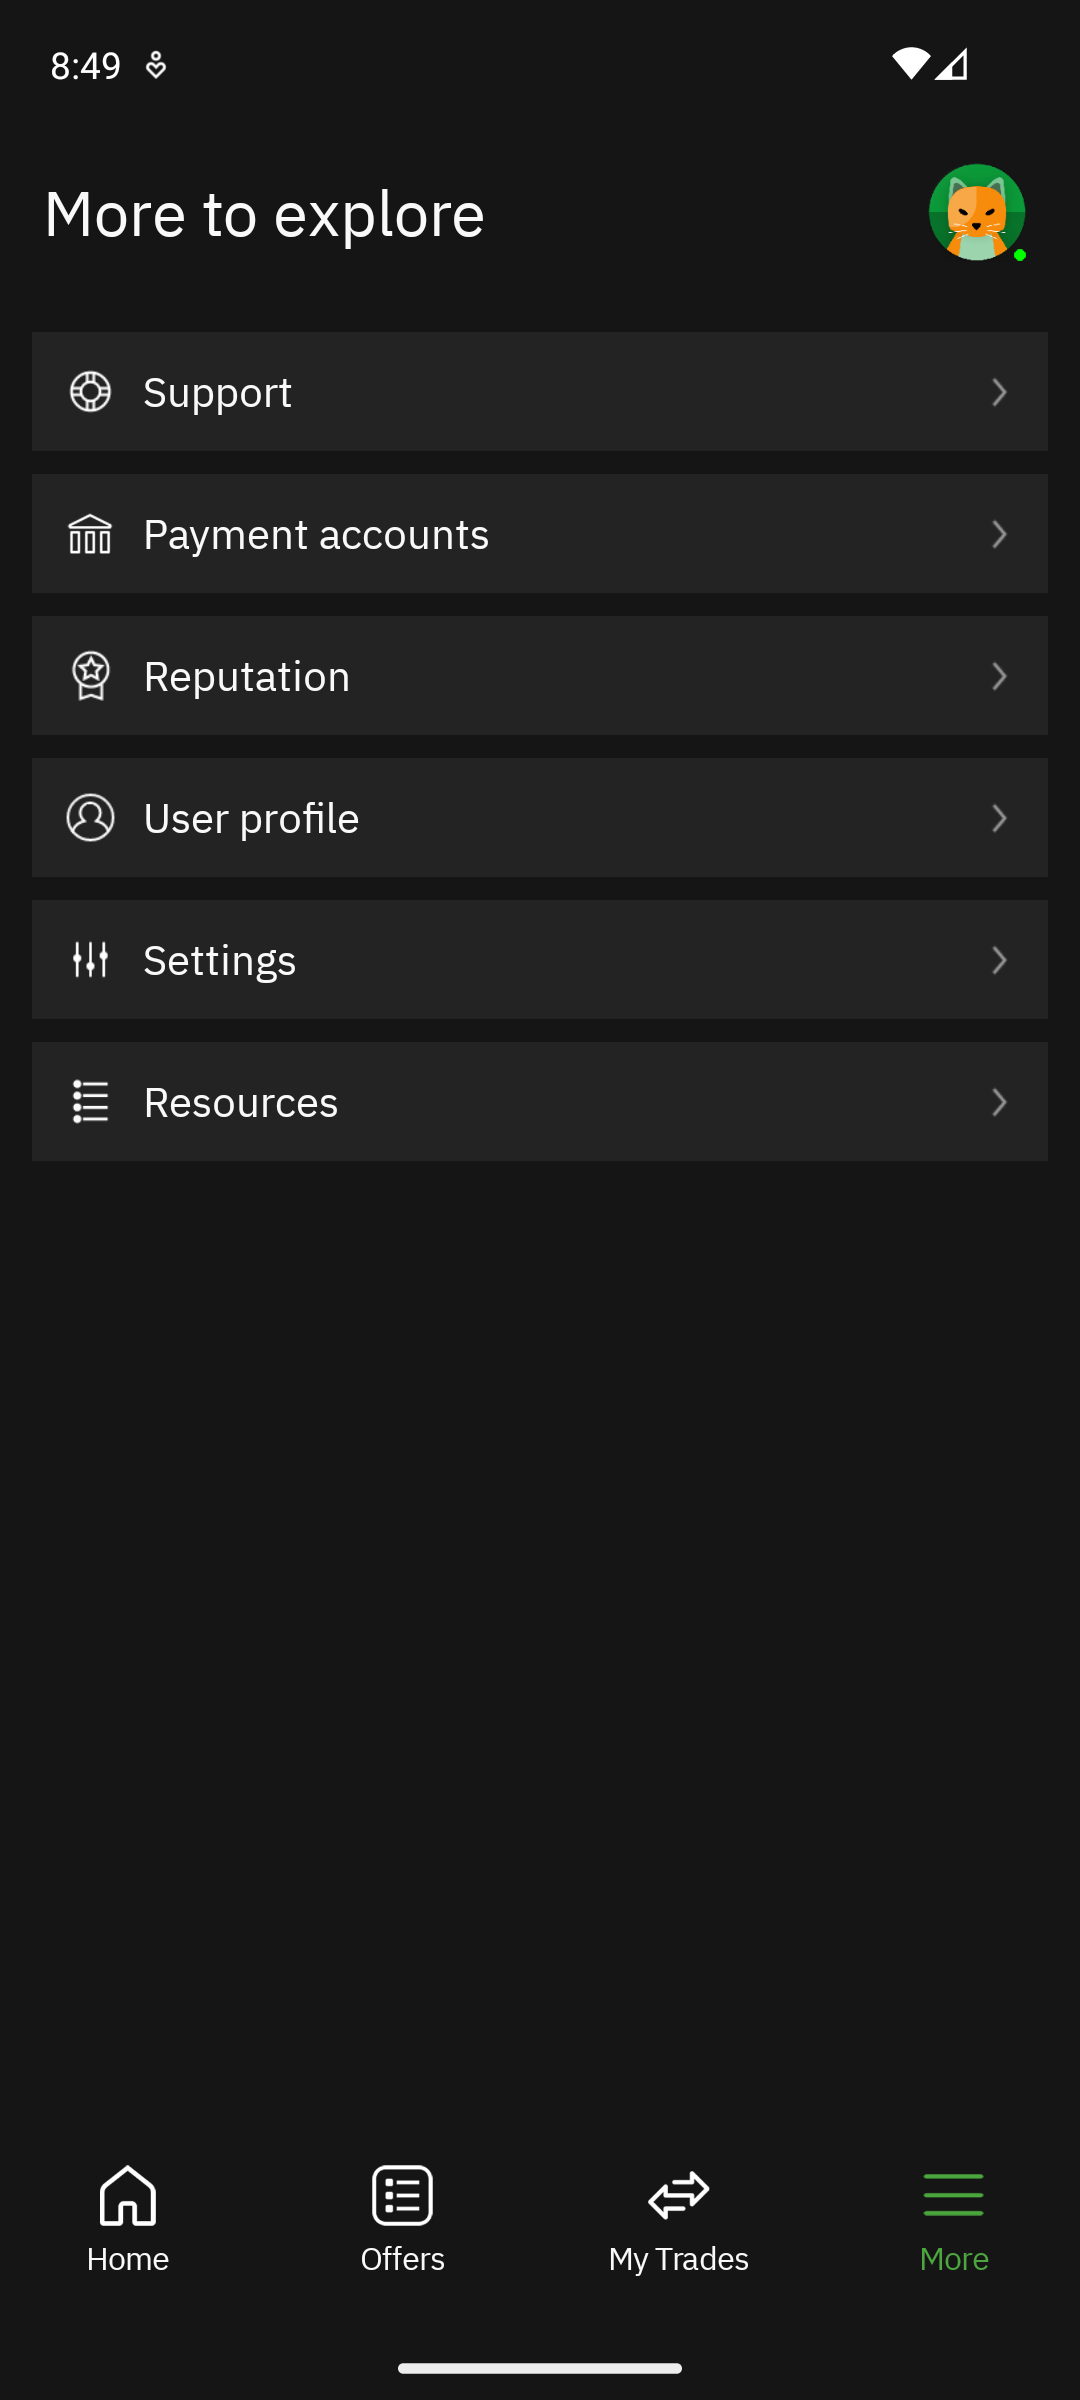 8:49
More to explore
Support
Payment accounts
Reputation
User profile
Settings
Resources
Home
Offers
My Trades
More